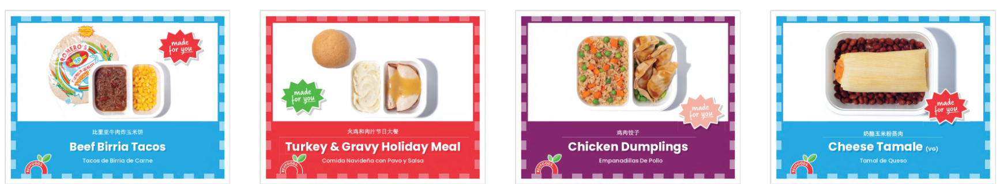 ROMERO'S
50
made
for you
比里亚牛肉炸玉米饼
Beef Birria Tacos
Tacos de Birria de Carne
REVFOODS
made
for you
火鸡和肉汁节日大餐
Turkey & Gravy Holiday Meal
Comida Navideña con Pavo y Salsa
REVFOODS
made
for you
鸡肉饺子
Chicken Dumplings
Empanadillas De Pollo
REVFOODS
made
for you
奶酪玉米粉蒸肉
Cheese Tamale (VG)
Tamal de Queso
REVFOODS